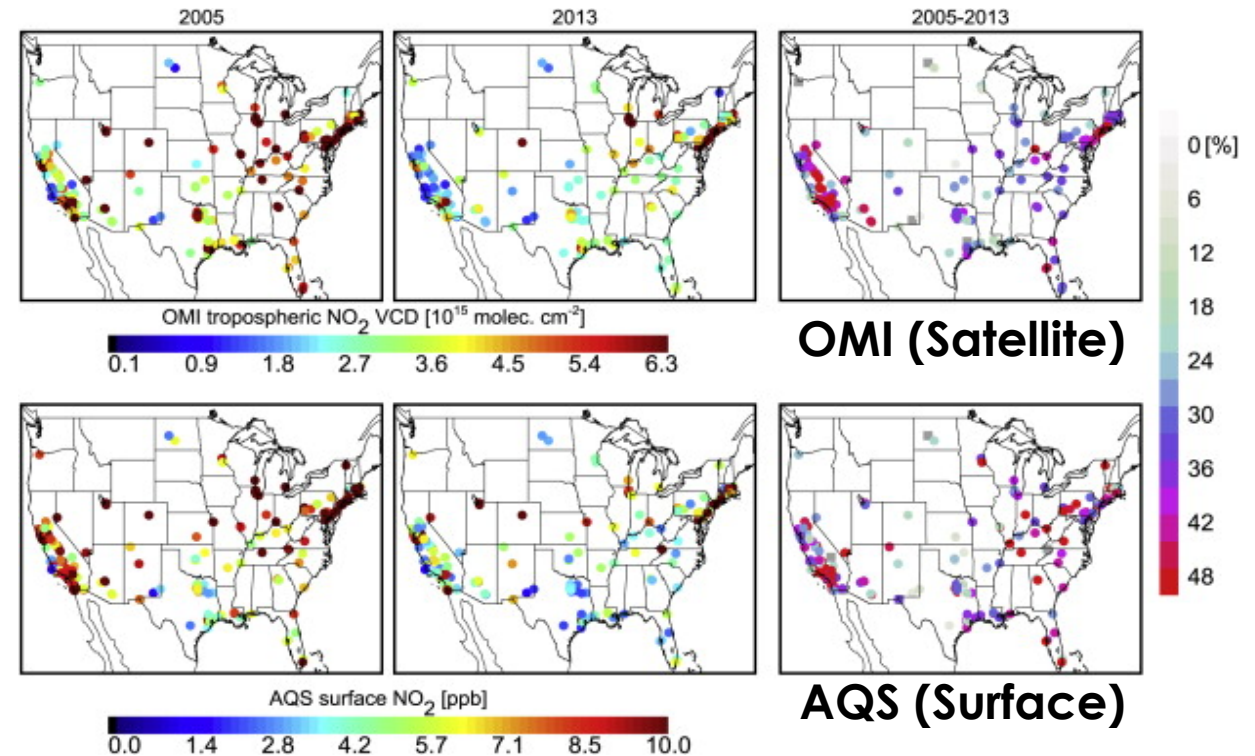 2005 2013 2005-2013
OMI tropospheric NO2 VCD [10^15 molec. cm^-2]
0.1 0.9 1.8 2.7 3.6 4.5 5.4 6.3
OMI (Satellite)
0 [%]
6
12
18
24
30
36
42
48
AQS surface NO2 [ppb]
0.0 1.4 2.8 4.2 5.7 7.1 8.5 10.0
AQS (Surface)